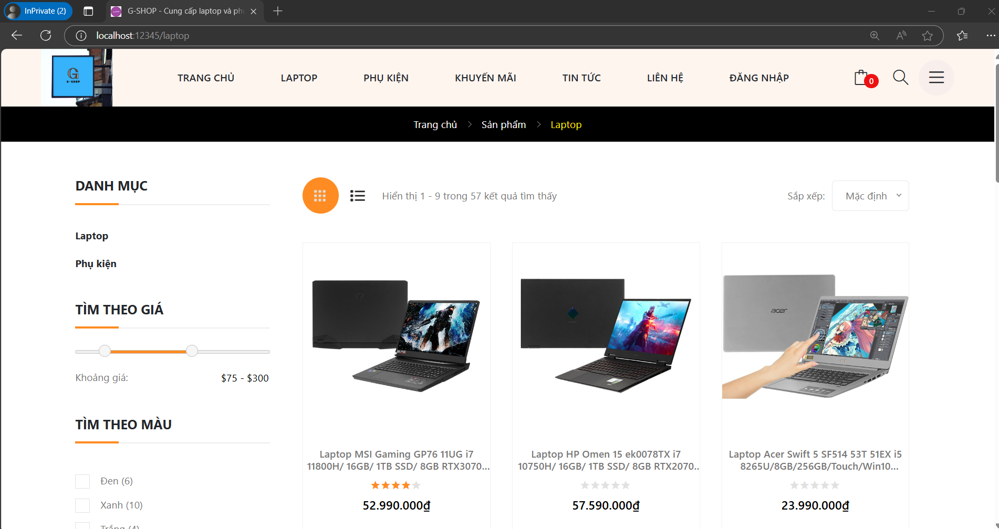 InPrivate (2)
G-SHOP - Cung cấp laptop và phụ
localhost:12345/laptop
G
G-SHOP
TRANG CHỦ
LAPTOP
PHỤ KIỆN
KHUYẾN MÃI
TIN TỨC
LIÊN HỆ
ĐĂNG NHẬP
0
Trang chủ
Sản phẩm
Laptop
DANH MỤC
Laptop
Phụ kiện
TÌM THEO GIÁ
Khoảng giá:
$75 - $300
TÌM THEO MÀU
Đen (6)
Xanh (10)
Trắng (4)
Hiển thị 1 - 9 trong 57 kết quả tìm thấy
Sắp xếp:
Mặc định
Laptop MSI Gaming GP76 11UG i7
11800H/ 16GB/ 1TB SSD/ 8GB RTX3070...
52.990.000₫
Laptop HP Omen 15 ek0078TX i7
10750H/ 16GB/ 1TB SSD/ 8GB RTX2070..
57.590.000₫
acer
Laptop Acer Swift 5 SF514 53T 51EX i5
8265U/8GB/256GB/Touch/Win10...
23.990.000₫